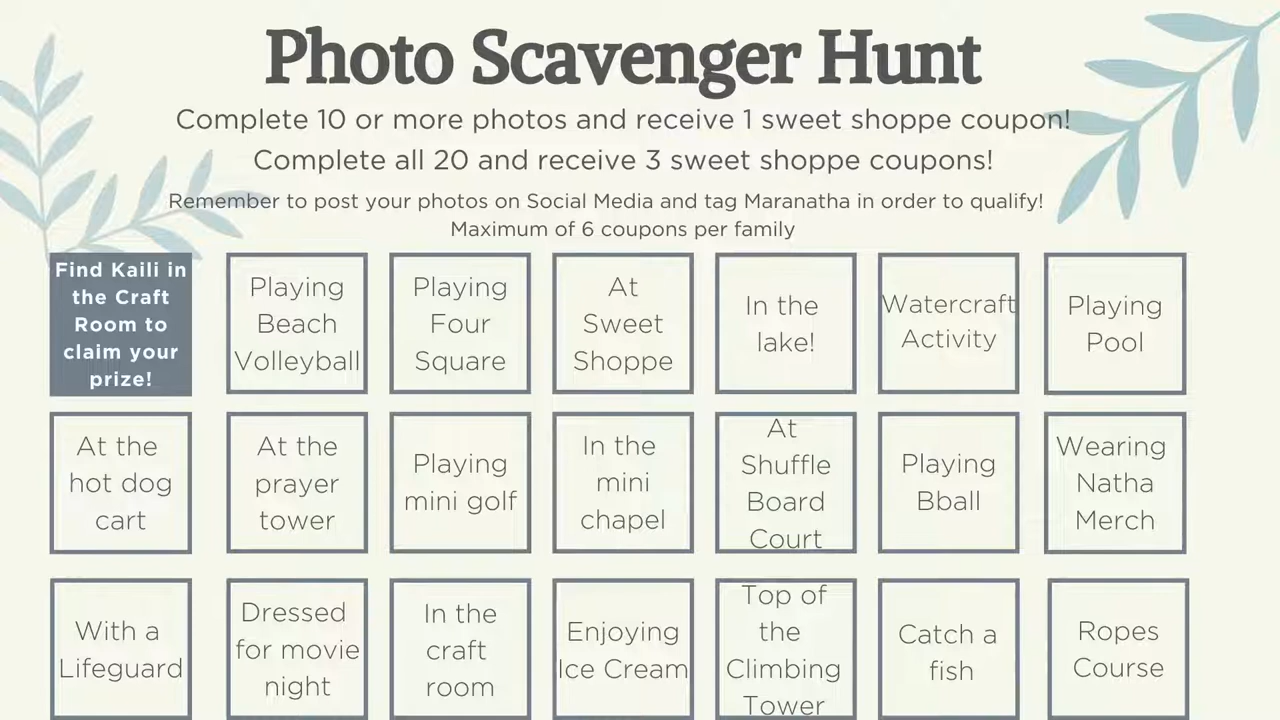 Photo Scavenger Hunt
Complete 10 or more photos and receive 1 sweet shoppe coupon!
Complete all 20 and receive 3 sweet shoppe coupons!
Remember to post your photos on Social Media and tag Maranatha in order to qualify!
Maximum of 6 coupons per family
Find Kaili in
the Craft
Room to
claim your
prize!
Playing
Beach
Volleyball
Playing
Four
Square
At
Sweet
Shoppe
In the
lake!
Watercraft
Activity
Playing
Pool
At the
hot dog
cart
At the
prayer
tower
Playing
mini golf
In the
mini
chapel
At
Shuffle
Board
Court
Playing
Bball
Wearing
Natha
Merch
With a
Lifeguard
Dressed
for movie
night
In the
craft
room
Enjoying
Ice Cream
Top of
the
Climbing
Tower
Catch a
fish
Ropes
Course